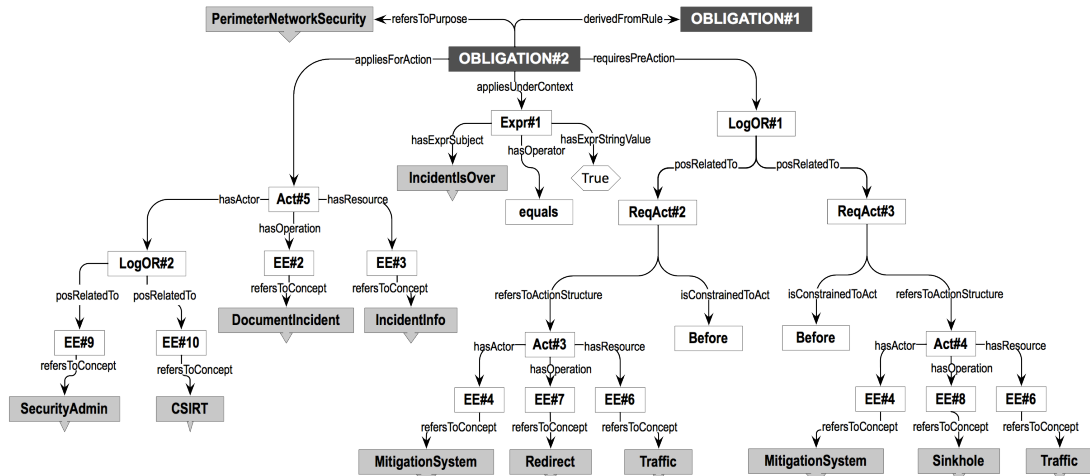 PerimeterNetworkSecurity
refersToPurpose
derivedFromRule
OBLIGATION#1
appliesForAction
OBLIGATION#2
requiresPreAction
appliesUnderContext
Expr#1
LogOR#1
hasExprSubject
hasOperator
hasExprStringValue
IncidentIsOver
True
equals
posRelatedTo
posRelatedTo
hasActor
Act#5
hasResource
hasOperation
ReqAct#2
ReqAct#3
LogOR#2
EE#2
EE#3
posRelatedTo
posRelatedTo
refersToConcept
refersToConcept
refersToActionStructure
isConstrainedToAct
isConstrainedToAct
refersToActionStructure
DocumentIncident
IncidentInfo
EE#9
EE#10
refersToConcept
refersToConcept
hasActor
Act#3
hasResource
hasOperation
Before
Before
hasActor
Act#4
hasResource
hasOperation
SecurityAdmin
CSIRT
EE#4
EE#7
EE#6
EE#4
EE#8
EE#6
refersToConcept
refersToConcept
refersToConcept
refersToConcept
refersToConcept
refersToConcept
MitigationSystem
Redirect
Traffic
MitigationSystem
Sinkhole
Traffic